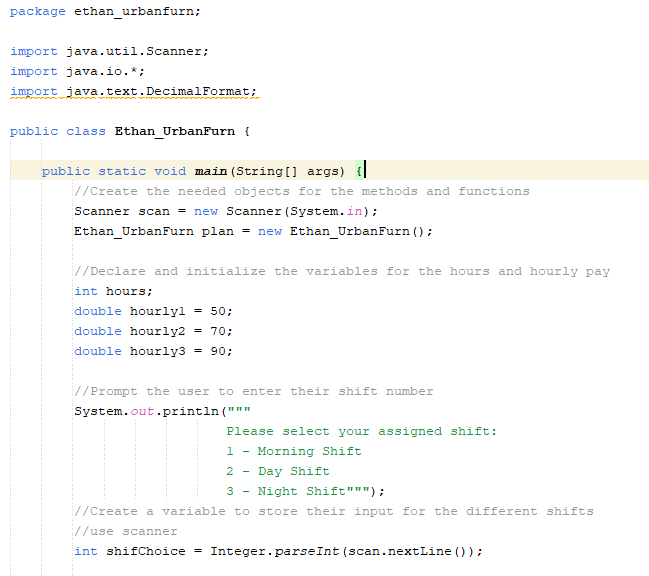 package ethan_urbanfurn;
import java.util.Scanner;
import java.io.*;
import java.text.DecimalFormat;
public class Ethan_UrbanFurn {
public static void main(String[] args) {
//Create the needed objects for the methods and functions
Scanner scan = new Scanner(System.in);
Ethan_UrbanFurn plan = new Ethan_UrbanFurn();
//Declare and initialize the variables for the hours and hourly pay
int hours;
double hourly1 = 50;
double hourly2 = 70;
double hourly3 = 90;
//Prompt the user to enter their shift number
System.out.println("""
Please select your assigned shift:
1 - Morning Shift
2 - Day Shift
3 - Night Shift""");
//Create a variable to store their input for the different shifts
//use scanner
int shifChoice = Integer.parseInt(scan.nextLine());